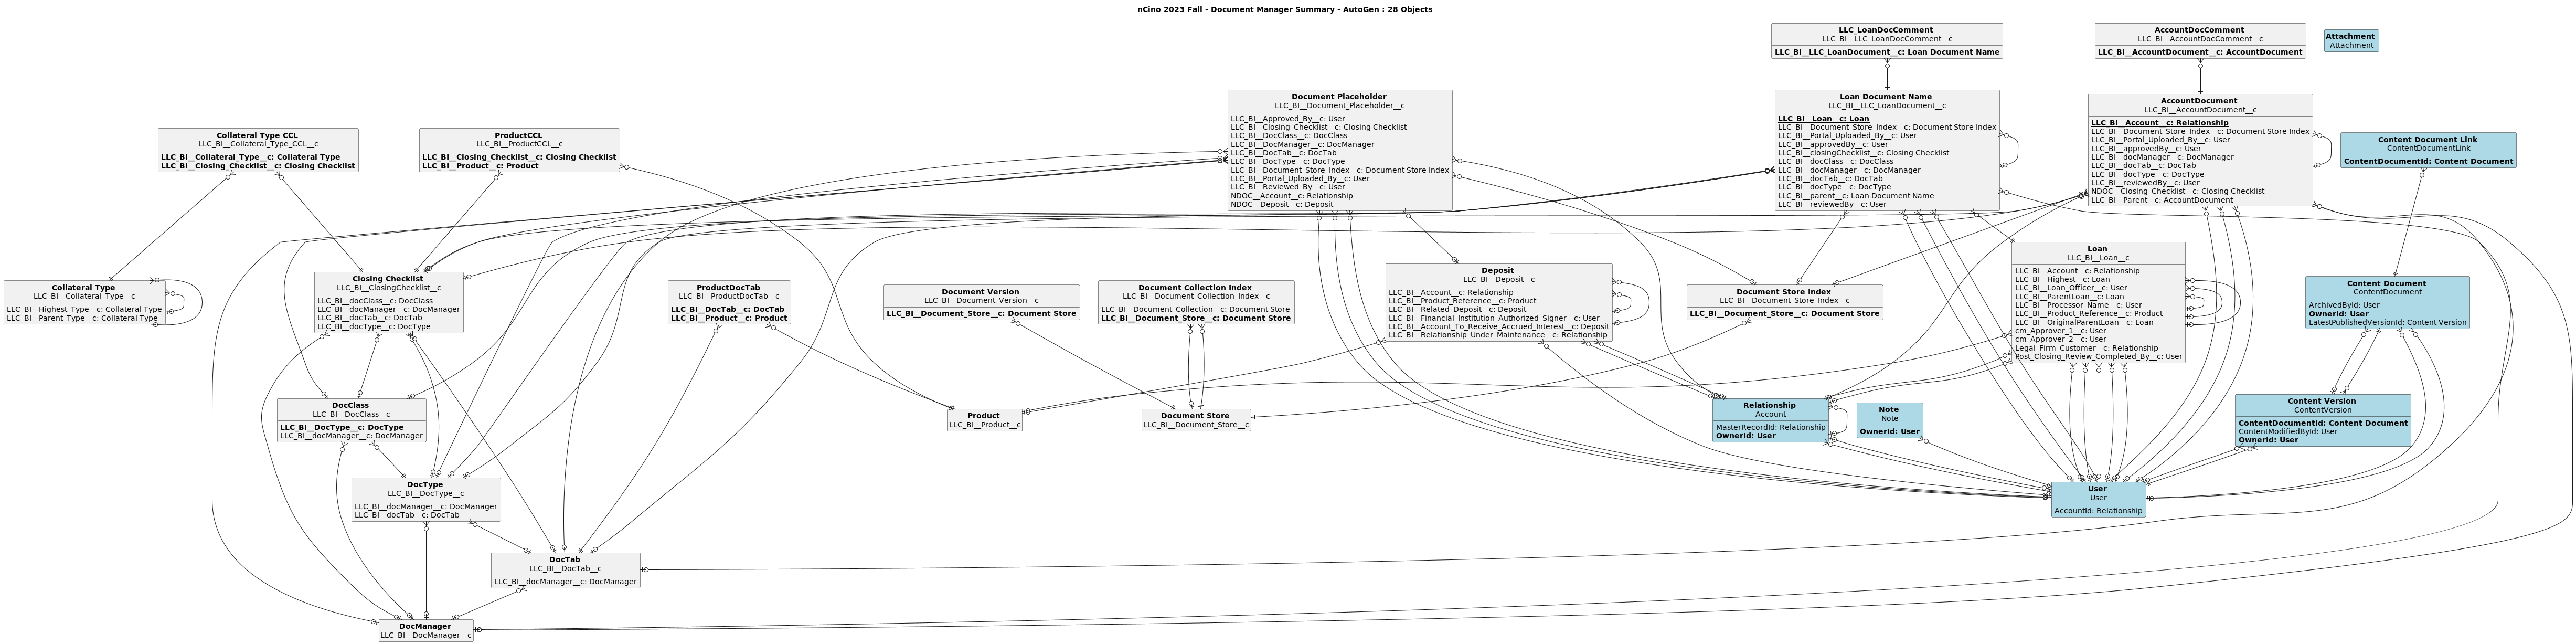 nCino 2023 Fall - Document Manager Summary - AutoGen : 28 Objects
LLC_LoanDocComment
LLC_BI__LLC_LoanDocComment__c
LLC_BI__LLC_LoanDocument__c: Loan Document Name
AccountDocComment
LLC_BI__AccountDocComment__c
LLC_BI__AccountDocument__c: AccountDocument
Attachment
Attachment
Document Placeholder
LLC_BI__Document_Placeholder__c
LLC_BI__Approved_By__c: User
LLC_BI__Closing_Checklist__c: Closing Checklist
LLC_BI__DocClass__c: DocClass
LLC_BI__DocManager__c: DocManager
LLC_BI__DocTab__c: DocTab
LLC_BI__DocType__c: DocType
LLC_BI__Document_Store_Index__c: Document Store Index
LLC_BI__Portal_Uploaded_By__c: User
LLC_BI__Reviewed_By__c: User
NDOC__Account__c: Relationship
NDOC__Deposit__c: Deposit
Loan Document Name
LLC_BI__LLC_LoanDocument__c
LLC_BI__Loan__c: Loan
LLC_BI__Document_Store_Index__c: Document Store Index
LLC_BI__Portal_Uploaded_By__c: User
LLC_BI__approvedBy__c: User
LLC_BI__closingChecklist__c: Closing Checklist
LLC_BI__docClass__c: DocClass
LLC_BI__docManager__c: DocManager
LLC_BI__docTab__c: DocTab
LLC_BI__docType__c: DocType
LLC_BI__parent__c: Loan Document Name
LLC_BI__reviewedBy__c: User
AccountDocument
LLC_BI__AccountDocument__c
LLC_BI__Account__c: Relationship
LLC_BI__Document_Store_Index__c: Document Store Index
LLC_BI__Portal_Uploaded_By__c: User
LLC_BI__approvedBy__c: User
LLC_BI__docManager__c: DocManager
LLC_BI__docTab__c: DocTab
LLC_BI__docType__c: DocType
LLC_BI__reviewedBy__c: User
NDOC__Closing_Checklist__c: Closing Checklist
LLC_BI__Parent__c: AccountDocument
Collateral Type CCL
LLC_BI__Collateral_Type_CCL__c
LLC_BI__Collateral_Type__c: Collateral Type
LLC_BI__Closing_Checklist__c: Closing Checklist
ProductCCL
LLC_BI__ProductCCL__c
LLC_BI__Closing_Checklist__c: Closing Checklist
LLC_BI__Product__c: Product
Content Document Link
ContentDocumentLink
ContentDocumentId: Content Document
Collateral Type
LLC_BI__Collateral_Type__c
LLC_BI__Highest_Type__c: Collateral Type
LLC_BI__Parent_Type__c: Collateral Type
Closing Checklist
LLC_BI__ClosingChecklist__c
LLC_BI__docClass__c: DocClass
LLC_BI__docManager__c: DocManager
LLC_BI__docTab__c: DocTab
LLC_BI__docType__c: DocType
ProductDocTab
LLC_BI__ProductDocTab__c
LLC_BI__DocTab__c: DocTab
LLC_BI__Product__c: Product
Document Version
LLC_BI__Document_Version__c
LLC_BI__Document_Store__c: Document Store
Document Collection Index
LLC_BI__Document_Collection_Index__c
LLC_BI__Document_Collection__c: Document Store
LLC_BI__Document_Store__c: Document Store
Deposit
LLC_BI__Deposit__c
LLC_BI__Account__c: Relationship
LLC_BI__Product_Reference__c: Product
LLC_BI__Related_Deposit__c: Deposit
LLC_BI__Financial_Institution_Authorized_Signer__c: User
LLC_BI__Account_To_Receive_Accrued_Interest__c: Deposit
LLC_BI__Relationship_Under_Maintenance__c: Relationship
Document Store Index
LLC_BI__Document_Store_Index__c
LLC_BI__Document_Store__c: Document Store
Loan
LLC_BI__Loan__c
LLC_BI__Account__c: Relationship
LLC_BI__Highest__c: Loan
LLC_BI__Loan_Officer__c: User
LLC_BI__ParentLoan__c: Loan
LLC_BI__Processor_Name__c: User
LLC_BI__Product_Reference__c: Product
LLC_BI__OriginalParentLoan__c: Loan
cm_Approver_1__c: User
cm_Approver_2__c: User
Legal_Firm_Customer__c: Relationship
Post_Closing_Review_Completed_By__c: User
Content Document
ContentDocument
ArchivedById: User
OwnerId: User
LatestPublishedVersionId: Content Version
DocClass
LLC_BI__DocClass__c
LLC_BI__DocType__c: DocType
LLC_BI__docManager__c: DocManager
Product
LLC_BI__Product__c
Document Store
LLC_BI__Document_Store__c
Relationship
Account
MasterRecordId: Relationship
OwnerId: User
Note
Note
OwnerId: User
Content Version
ContentVersion
ContentDocumentId: Content Document
ContentModifiedById: User
OwnerId: User
DocType
LLC_BI__DocType__c
LLC_BI__docManager__c: DocManager
LLC_BI__docTab__c: DocTab
User
User
AccountId: Relationship
DocTab
LLC_BI__DocTab__c
LLC_BI__docManager__c: DocManager
DocManager
LLC_BI__DocManager__c